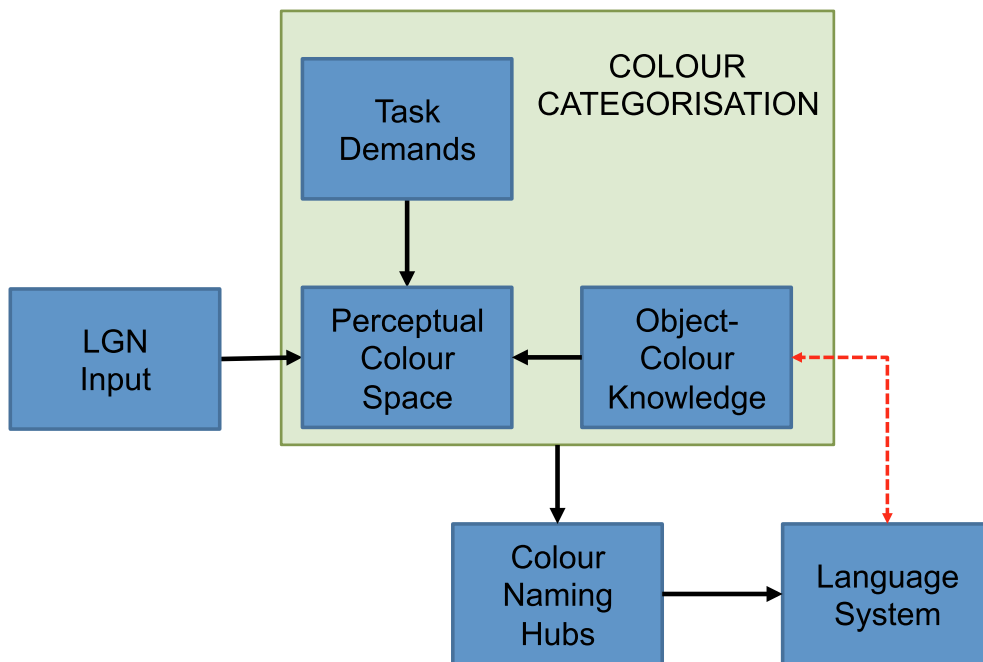 COLOUR
CATEGORISATION
Task
Demands
LGN
Input
Perceptual
Colour
Space
Object-
Colour
Knowledge
Colour
Naming
Hubs
Language
System